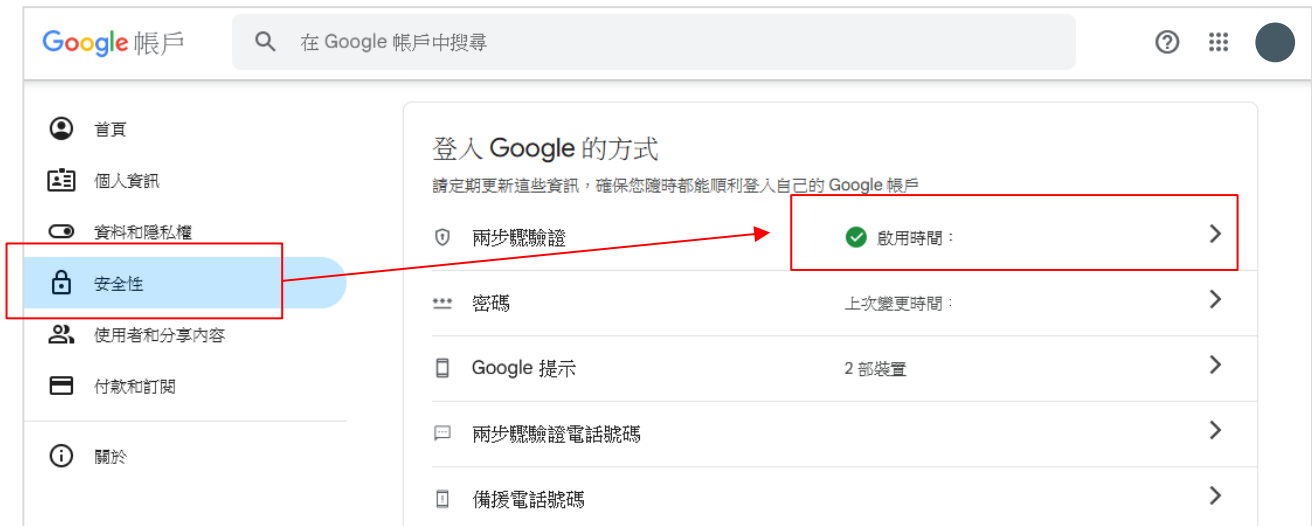 Google 帳戶
在 Google 帳戶中搜尋
首頁
個人資訊
資料和隱私權
安全性
使用者和分享內容
付款和訂閱
關於
登入 Google 的方式
請定期更新這些資訊，確保您隨時都能順利登入自己的 Google 帳戶
兩步驟驗證 啟用時間：
密碼 上次變更時間：
Google 提示 2 部裝置
兩步驟驗證電話號碼
備援電話號碼